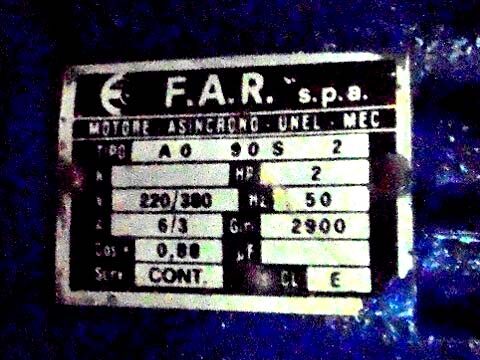 F.A.R. s.p.a.
MOTORE ASINCRONO - UNEL - MEC
TIPO AO 90 S 2
HP 2
V 220/380 Hz 50
A 6/3 Giri 2900
Cos φ 0,88 µF
Serv. CONT. CL E